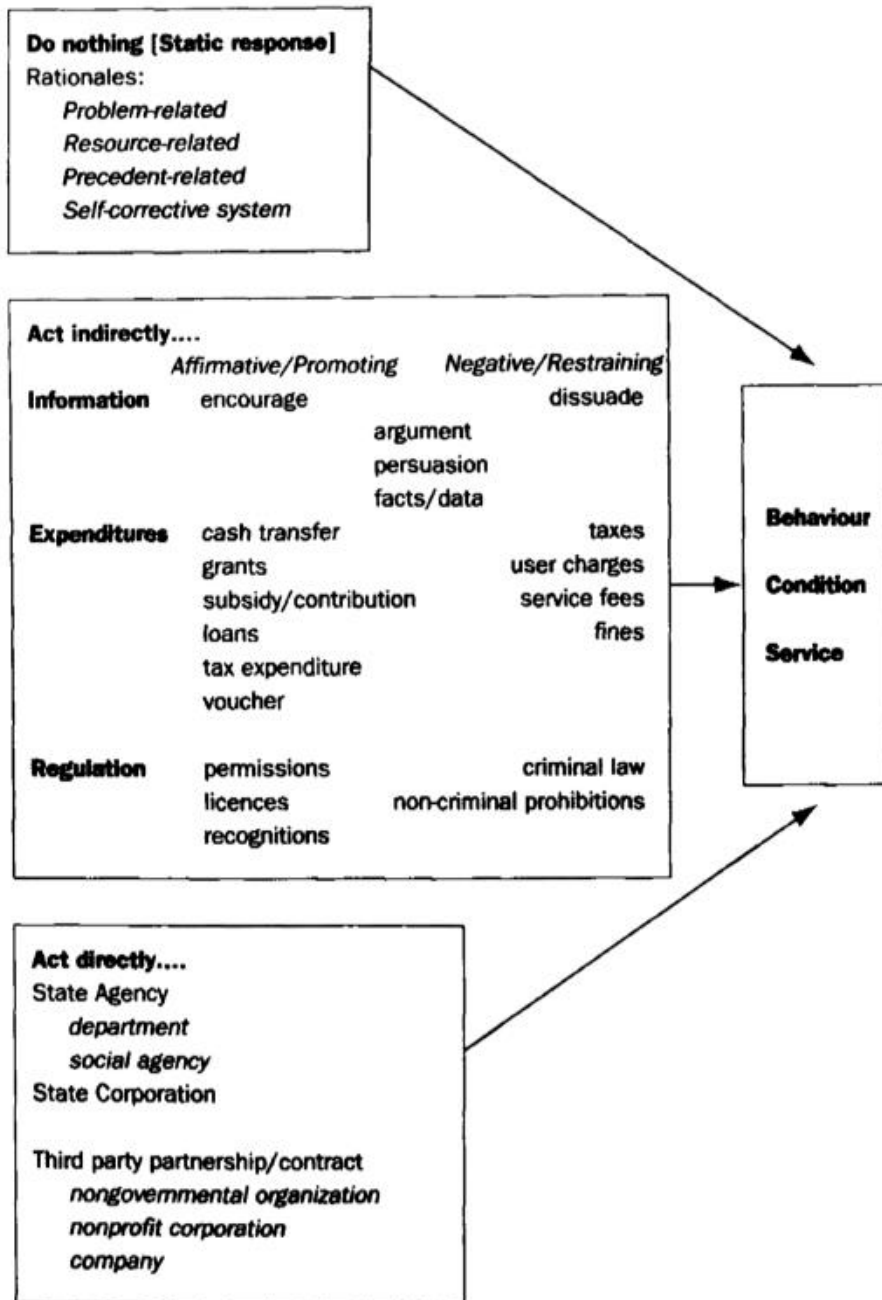 Do nothing [Static response]
Rationales:
Problem-related
Resource-related
Precedent-related
Self-corrective system
Act indirectly....
Affirmative/Promoting Negative/Restraining
Information encourage dissuade
argument
persuasion
facts/data
Expenditures cash transfer taxes
grants user charges
subsidy/contribution service fees
loans fines
tax expenditure
voucher
Regulation permissions criminal law
licences non-criminal prohibitions
recognitions
Behaviour
Condition
Service
Act directly....
State Agency
department
social agency
State Corporation
Third party partnership/contract
nongovernmental organization
nonprofit corporation
company